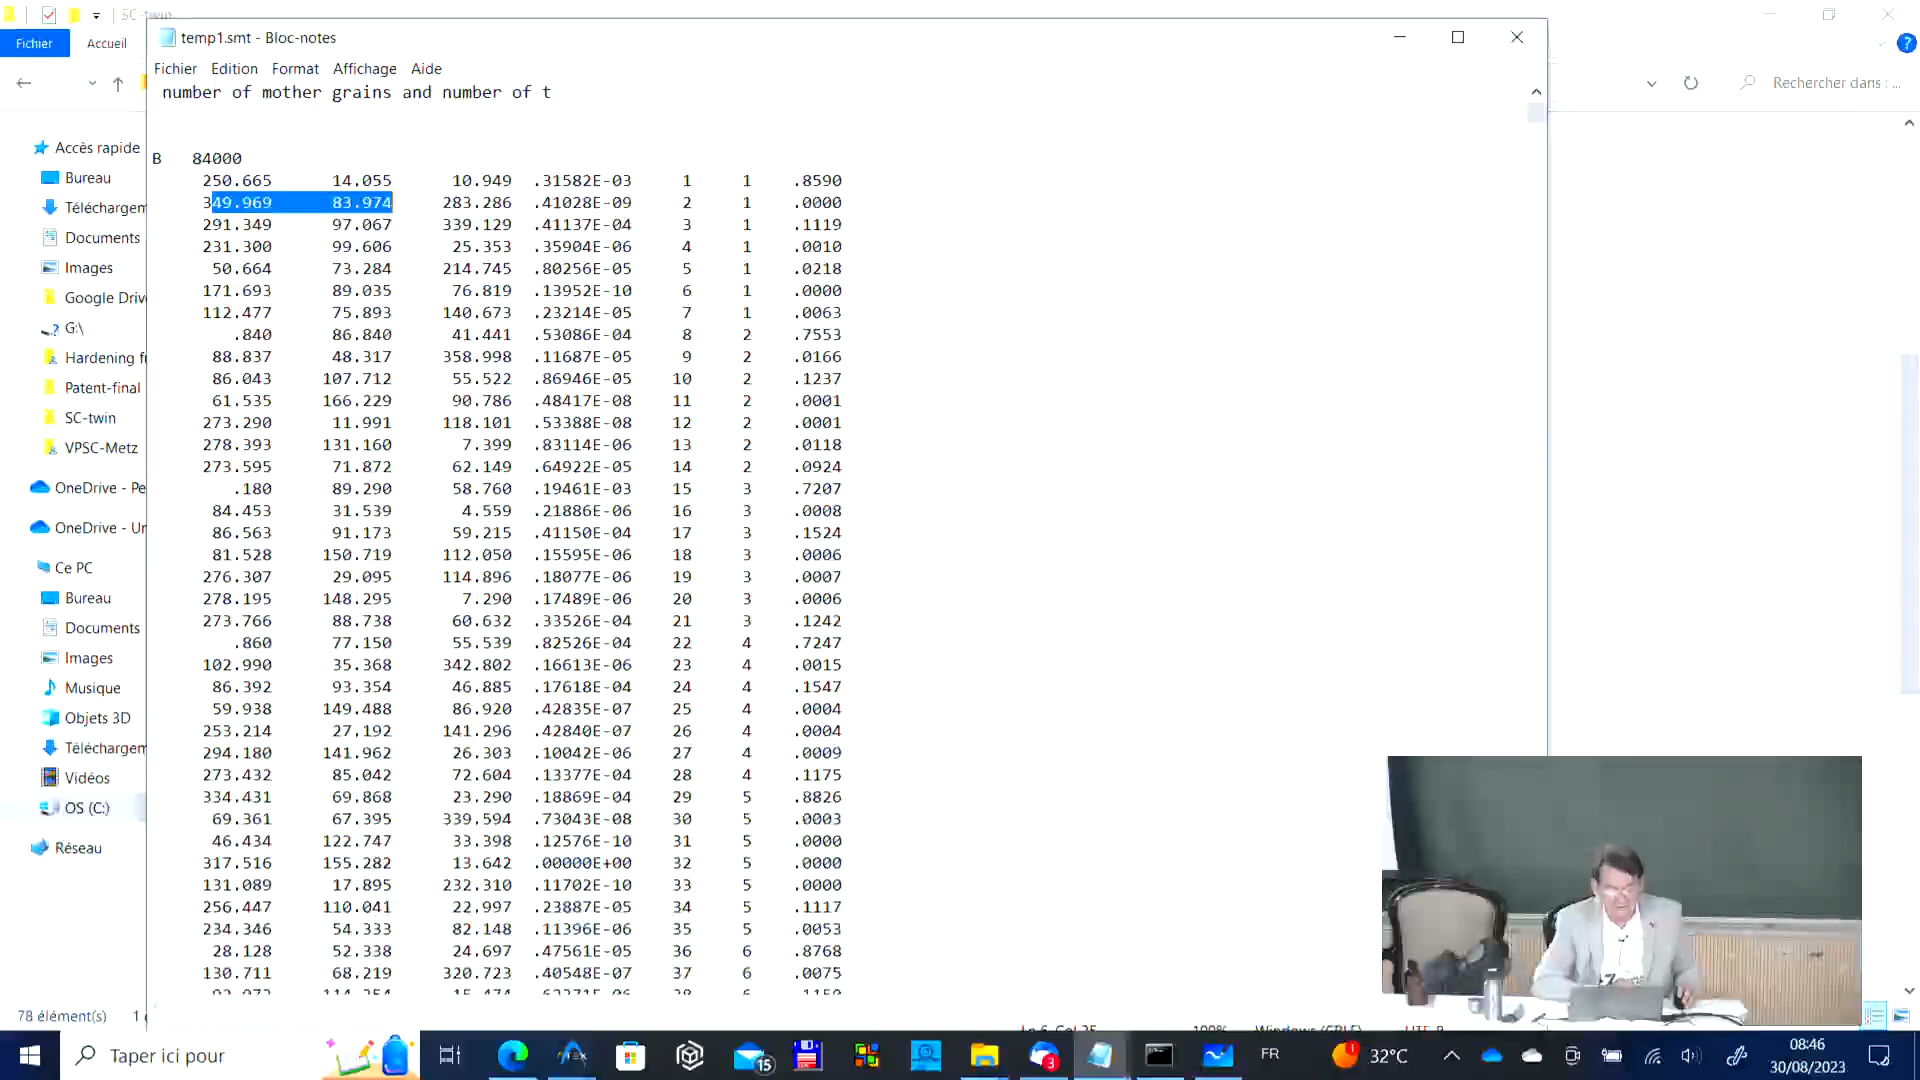 SC-twin
temp1.smt - Bloc-notes
Fichier Accueil
Fichier Edition Format Affichage Aide
Rechercher dans : ...
number of mother grains and number of t
B 84000
250.665 14.055 10.949 .31582E-03 1 1 .8590
349.969 83.974 283.286 .41028E-09 2 1 .0000
291.349 97.067 339.129 .41137E-04 3 1 .1119
231.300 99.606 25.353 .35904E-06 4 1 .0010
50.664 73.284 214.745 .80256E-05 5 1 .0218
171.693 89.035 76.819 .13952E-10 6 1 .0000
112.477 75.893 140.673 .23214E-05 7 1 .0063
.840 86.840 41.441 .53086E-04 8 2 .7553
88.837 48.317 358.998 .11687E-05 9 2 .0166
86.043 107.712 55.522 .86946E-05 10 2 .1237
61.535 166.229 90.786 .48417E-08 11 2 .0001
273.290 11.991 118.101 .53388E-08 12 2 .0001
278.393 131.160 7.399 .83114E-06 13 2 .0118
273.595 71.872 62.149 .64922E-05 14 2 .0924
.180 89.290 58.760 .19461E-03 15 3 .7207
84.453 31.539 4.559 .21886E-06 16 3 .0008
86.563 91.173 59.215 .41150E-04 17 3 .1524
81.528 150.719 112.050 .15595E-06 18 3 .0006
276.307 29.095 114.896 .18077E-06 19 3 .0007
278.195 148.295 7.290 .17489E-06 20 3 .0006
273.766 88.738 60.632 .33526E-04 21 3 .1242
.860 77.150 55.539 .82526E-04 22 4 .7247
102.990 35.368 342.802 .16613E-06 23 4 .0015
86.392 93.354 46.885 .17618E-04 24 4 .1547
59.938 149.488 86.920 .42835E-07 25 4 .0004
253.214 27.192 141.296 .42840E-07 26 4 .0004
294.180 141.962 26.303 .10042E-06 27 4 .0009
273.432 85.042 72.604 .13377E-04 28 4 .1175
334.431 69.868 23.290 .18869E-04 29 5 .8826
69.361 67.395 339.594 .73043E-08 30 5 .0003
46.434 122.747 33.398 .12576E-10 31 5 .0000
317.516 155.282 13.642 .00000E+00 32 5 .0000
131.089 17.895 232.310 .11702E-10 33 5 .0000
256.447 110.041 22.997 .23887E-05 34 5 .1117
234.346 54.333 82.148 .11396E-06 35 5 .0053
28.128 52.338 24.697 .47561E-05 36 6 .8768
130.711 68.219 320.723 .40548E-07 37 6 .0075
Accès rapide
Bureau
Téléchargem
Documents
Images
Google Driv
G:\
Hardening f
Patent-final
SC-twin
VPSC-Metz
OneDrive - Pe
OneDrive - Ur
Ce PC
Bureau
Documents
Images
Musique
Objets 3D
Téléchargem
Vidéos
OS (C:)
Réseau
78 élément(s) 1
Taper ici pour
15
3
FR
1
32°C
08:46
30/08/2023